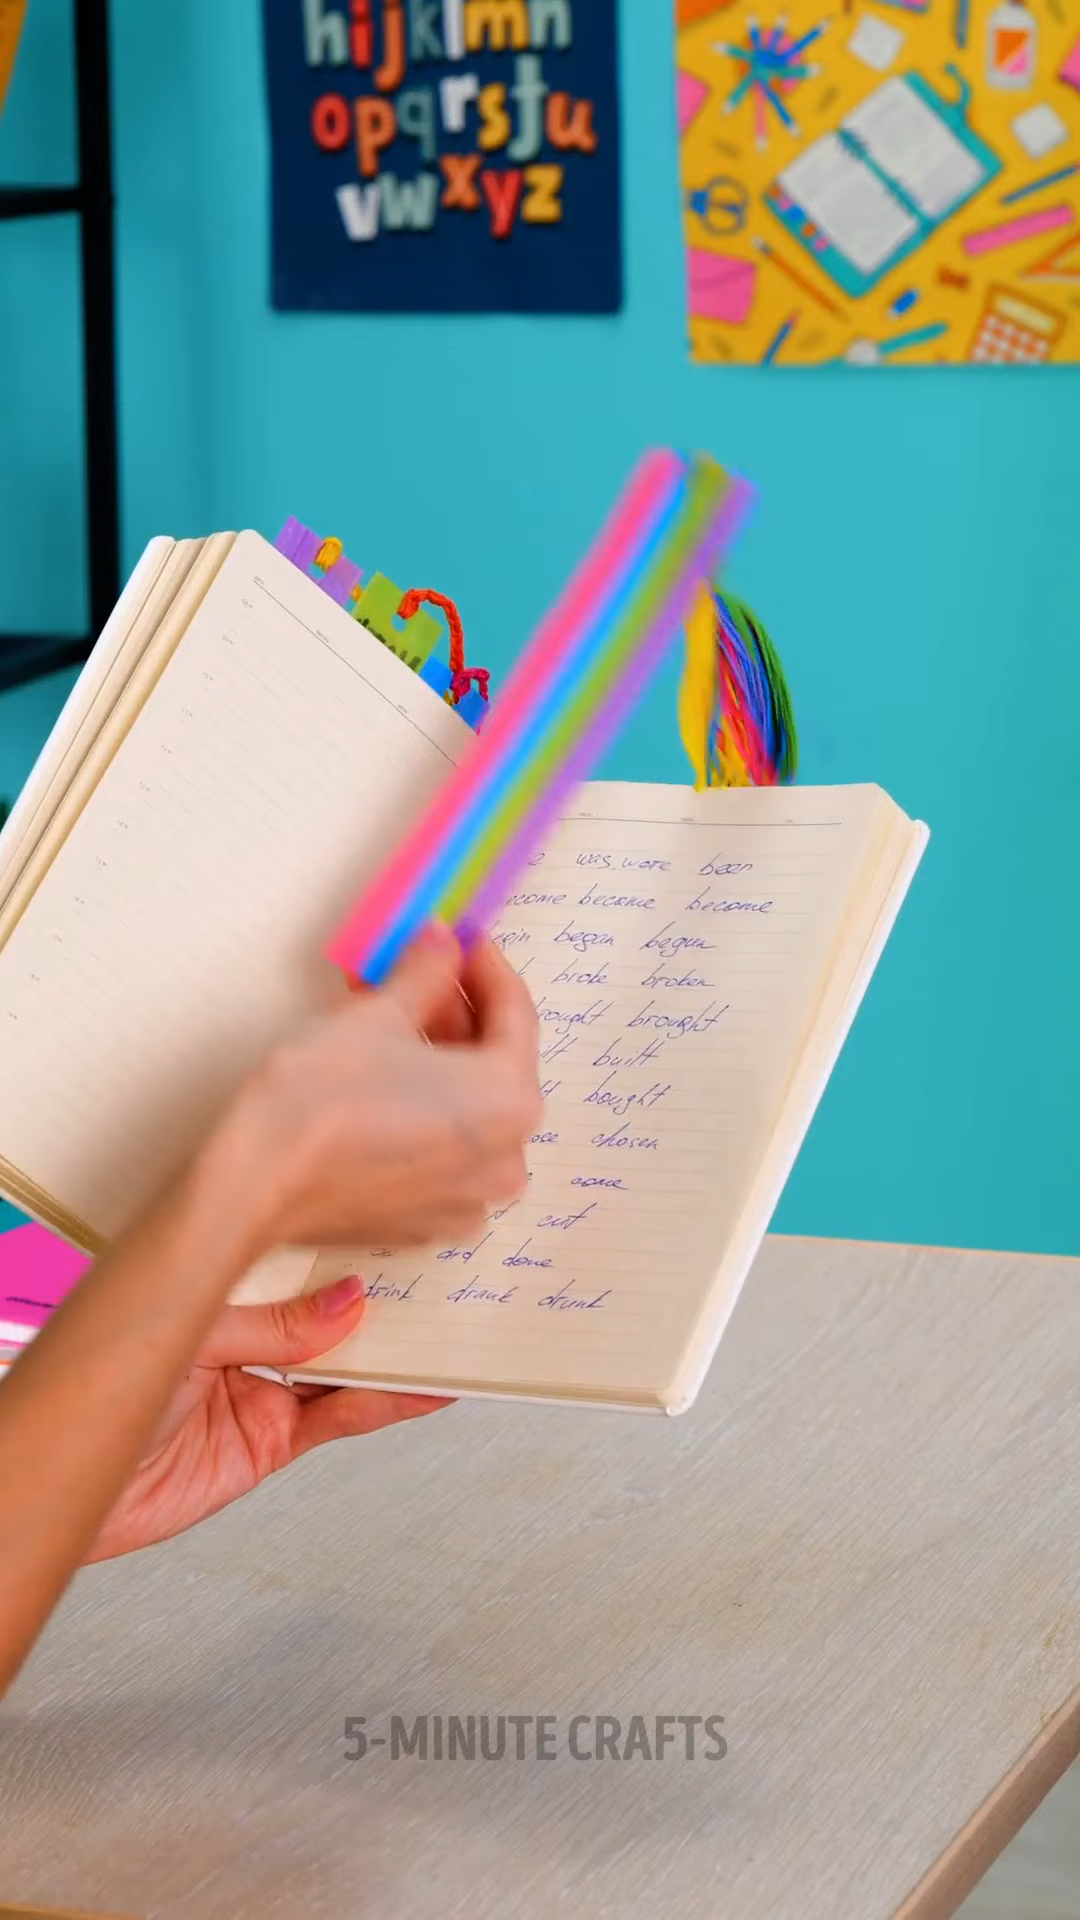 hijklmn
opqrstu
vwxyz
was, were been
become became become
begin began begun
broke broken
brought brought
built
bought
chosen
come
cut
did done
drink drank drunk
5-MINUTE CRAFTS